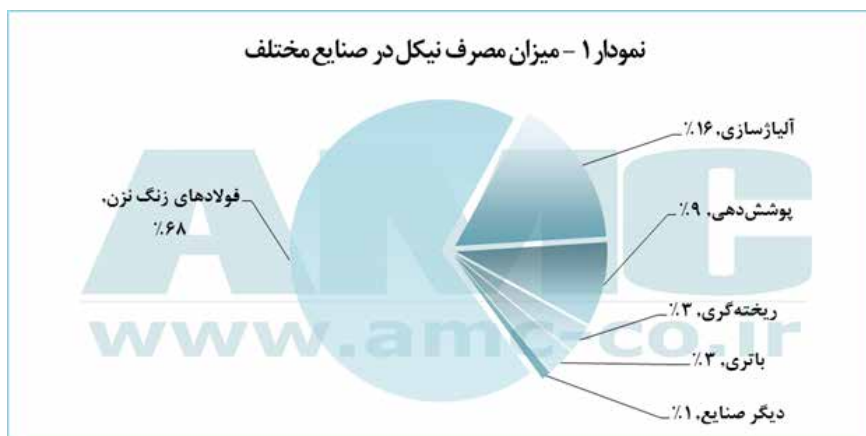 نمودار ۱ – میزان مصرف نیکل در صنایع مختلف
آلیاژسازی, ۱۶٪
پوشش‌دهی, ۹٪
فولادهای زنگ نزن,
۶۸٪
ریخته‌گری, ۳٪
باتری, ۳٪
دیگر صنایع, ۱٪
AMC
www.amc-co.ir